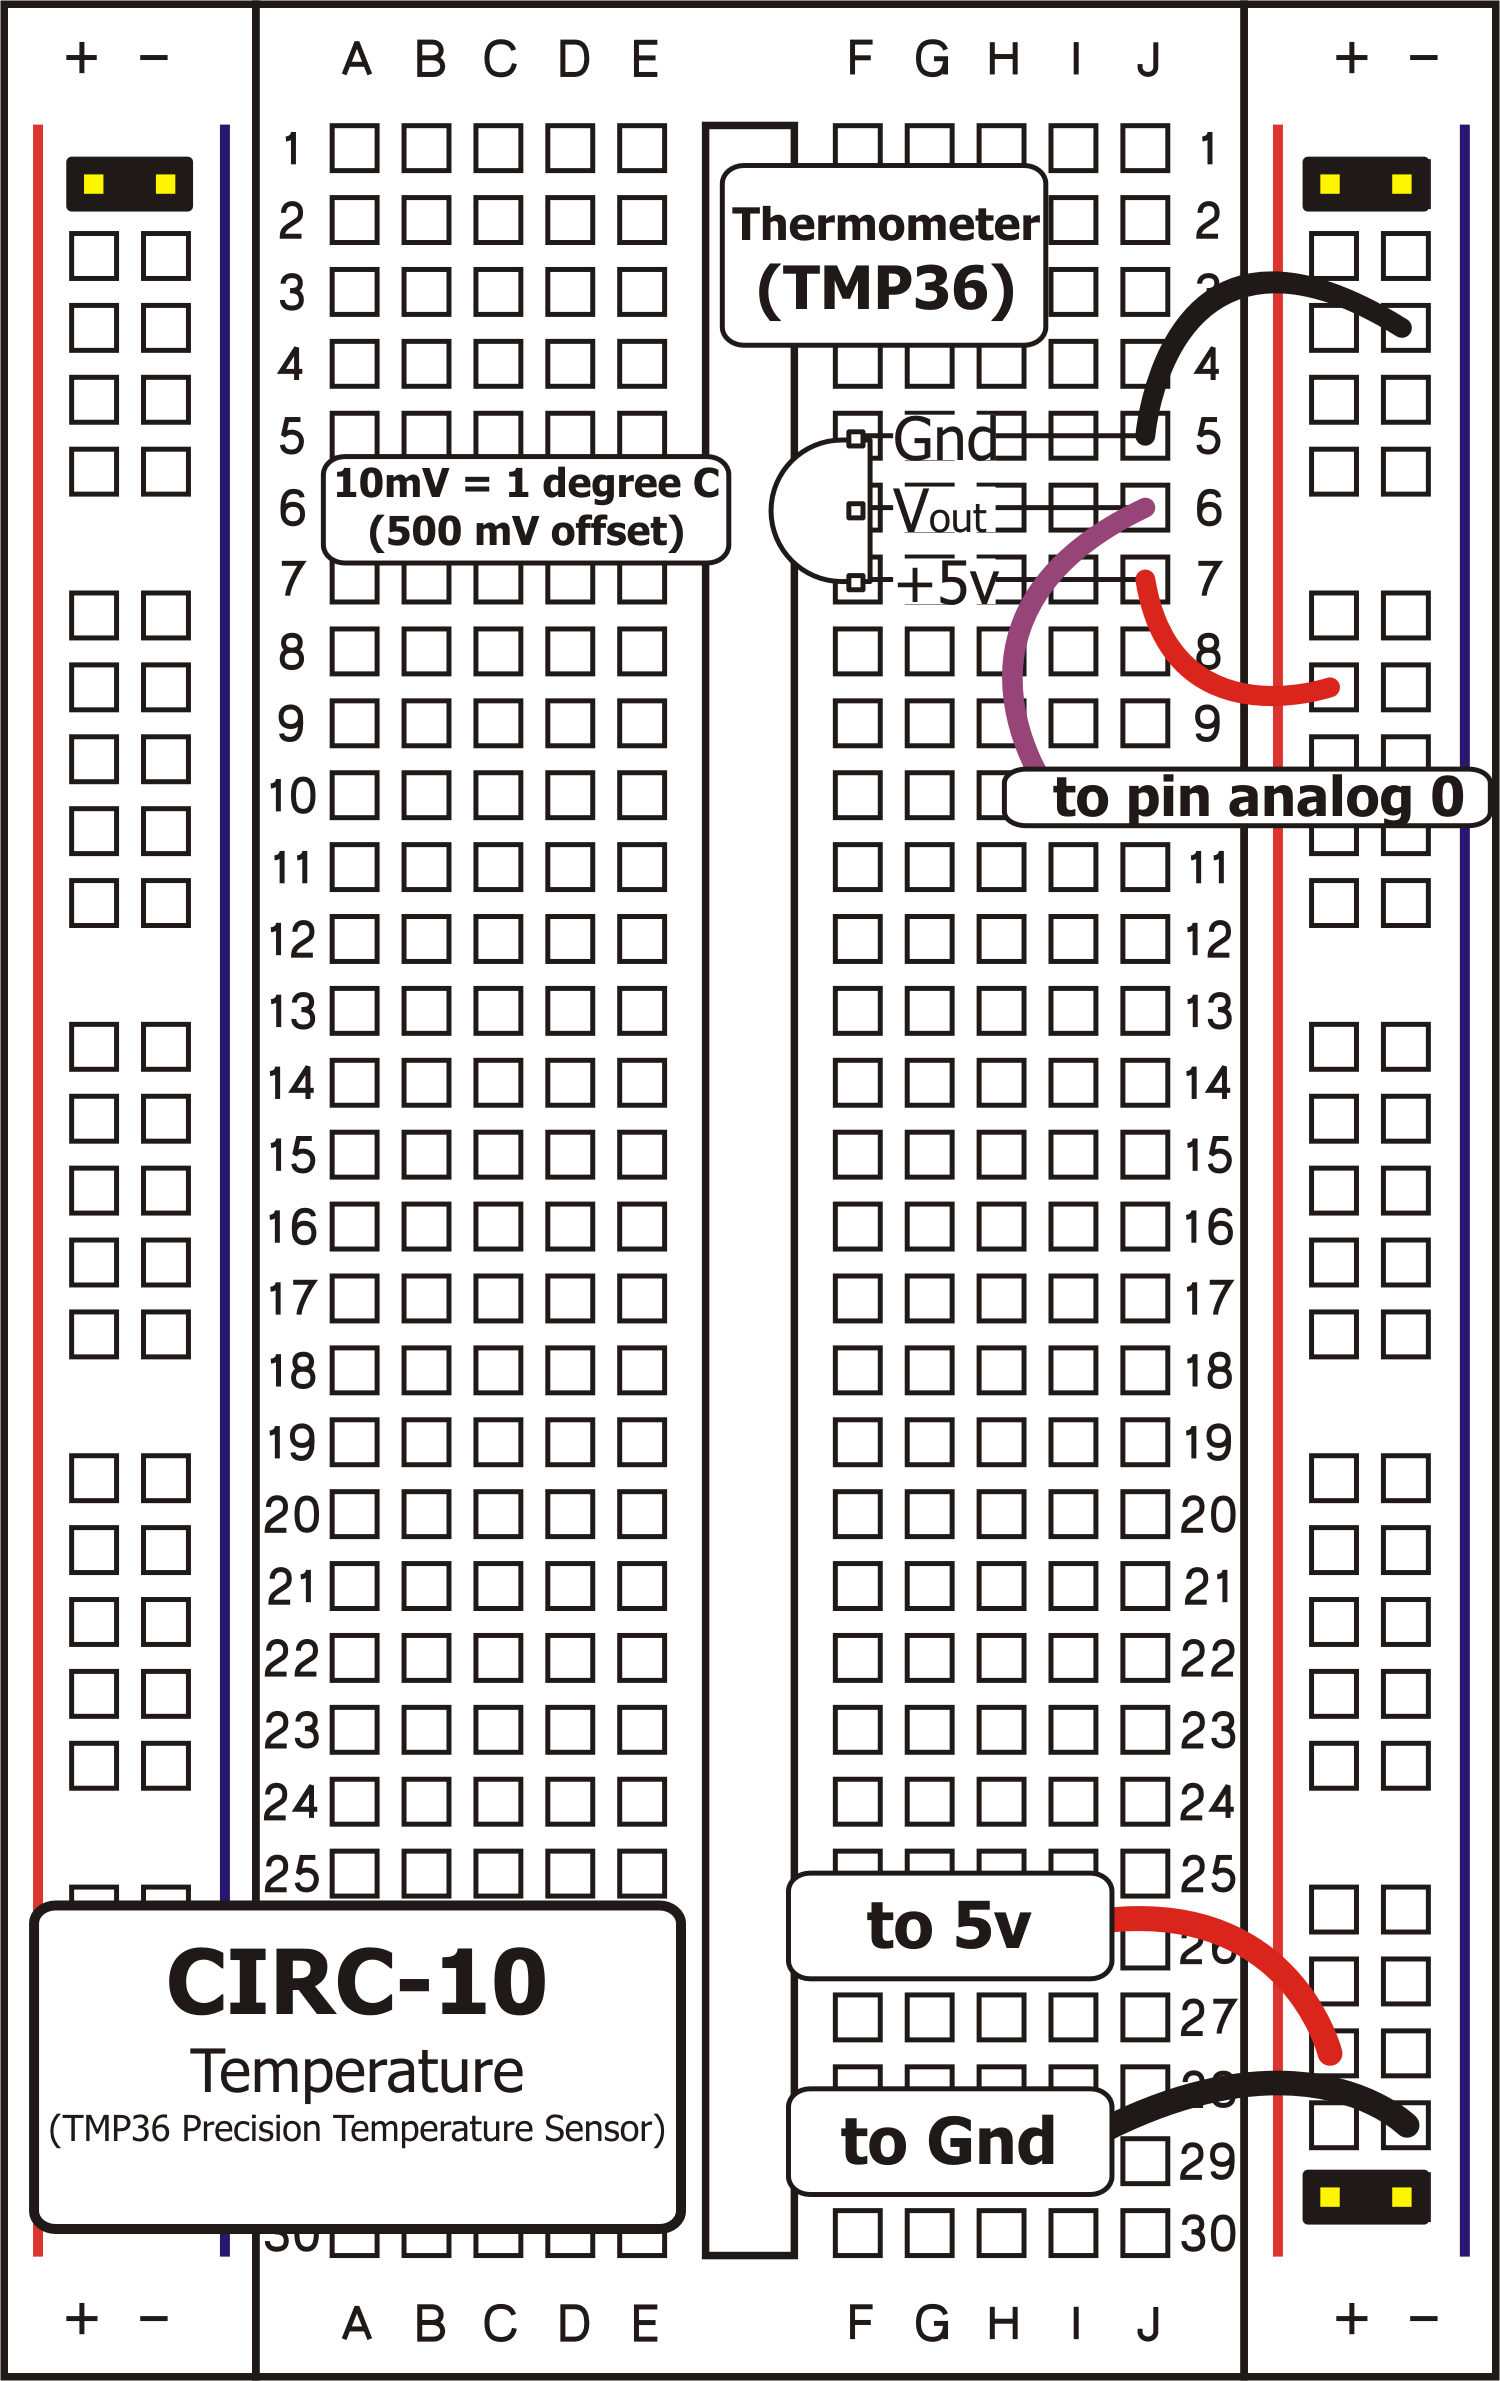 + − A B C D E F G H I J + −
1 1
Thermometer
2 2
(TMP36)
3 3
4 4
5 Gnd 5
10mV = 1 degree C
6 Vout 6
(500 mV offset)
7 +5v 7
8 8
9 9
10 to pin analog 0
11 11
12 12
13 13
14 14
15 15
16 16
17 17
18 18
19 19
20 20
21 21
22 22
23 23
24 24
25 25
to 5v
26
CIRC-10
27
Temperature
28
(TMP36 Precision Temperature Sensor)
to Gnd
29
30 30
+ − A B C D E F G H I J + −